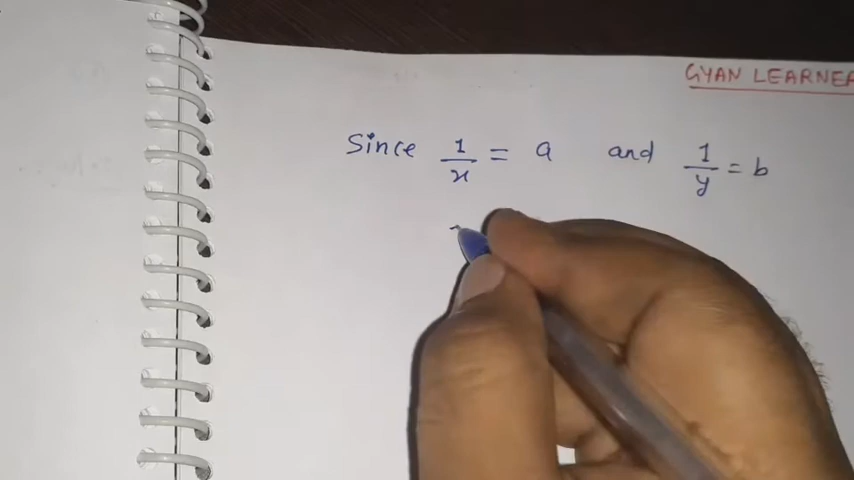 GYAN LEARNER
Since 1/x = a and 1/y = b